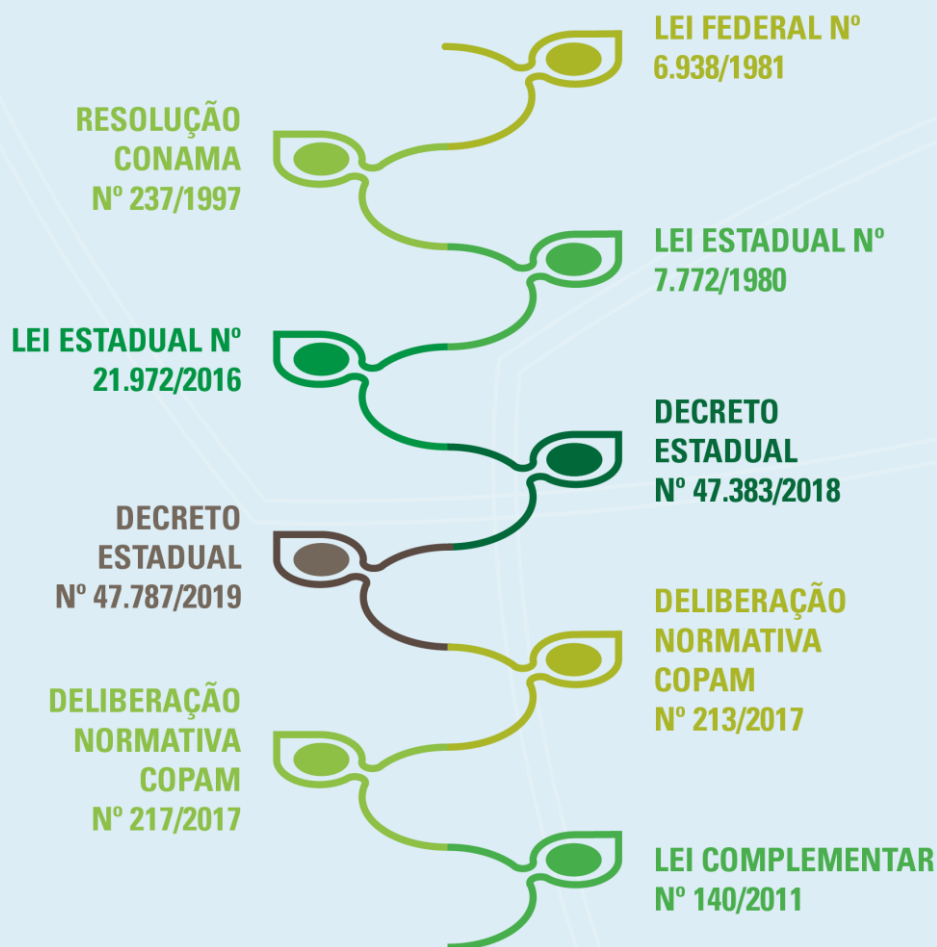 LEI FEDERAL Nº
6.938/1981
RESOLUÇÃO
CONAMA
Nº 237/1997
LEI ESTADUAL Nº
7.772/1980
LEI ESTADUAL Nº
21.972/2016
DECRETO
ESTADUAL
Nº 47.383/2018
DECRETO
ESTADUAL
Nº 47.787/2019
DELIBERAÇÃO
NORMATIVA
COPAM
Nº 213/2017
DELIBERAÇÃO
NORMATIVA
COPAM
Nº 217/2017
LEI COMPLEMENTAR
Nº 140/2011